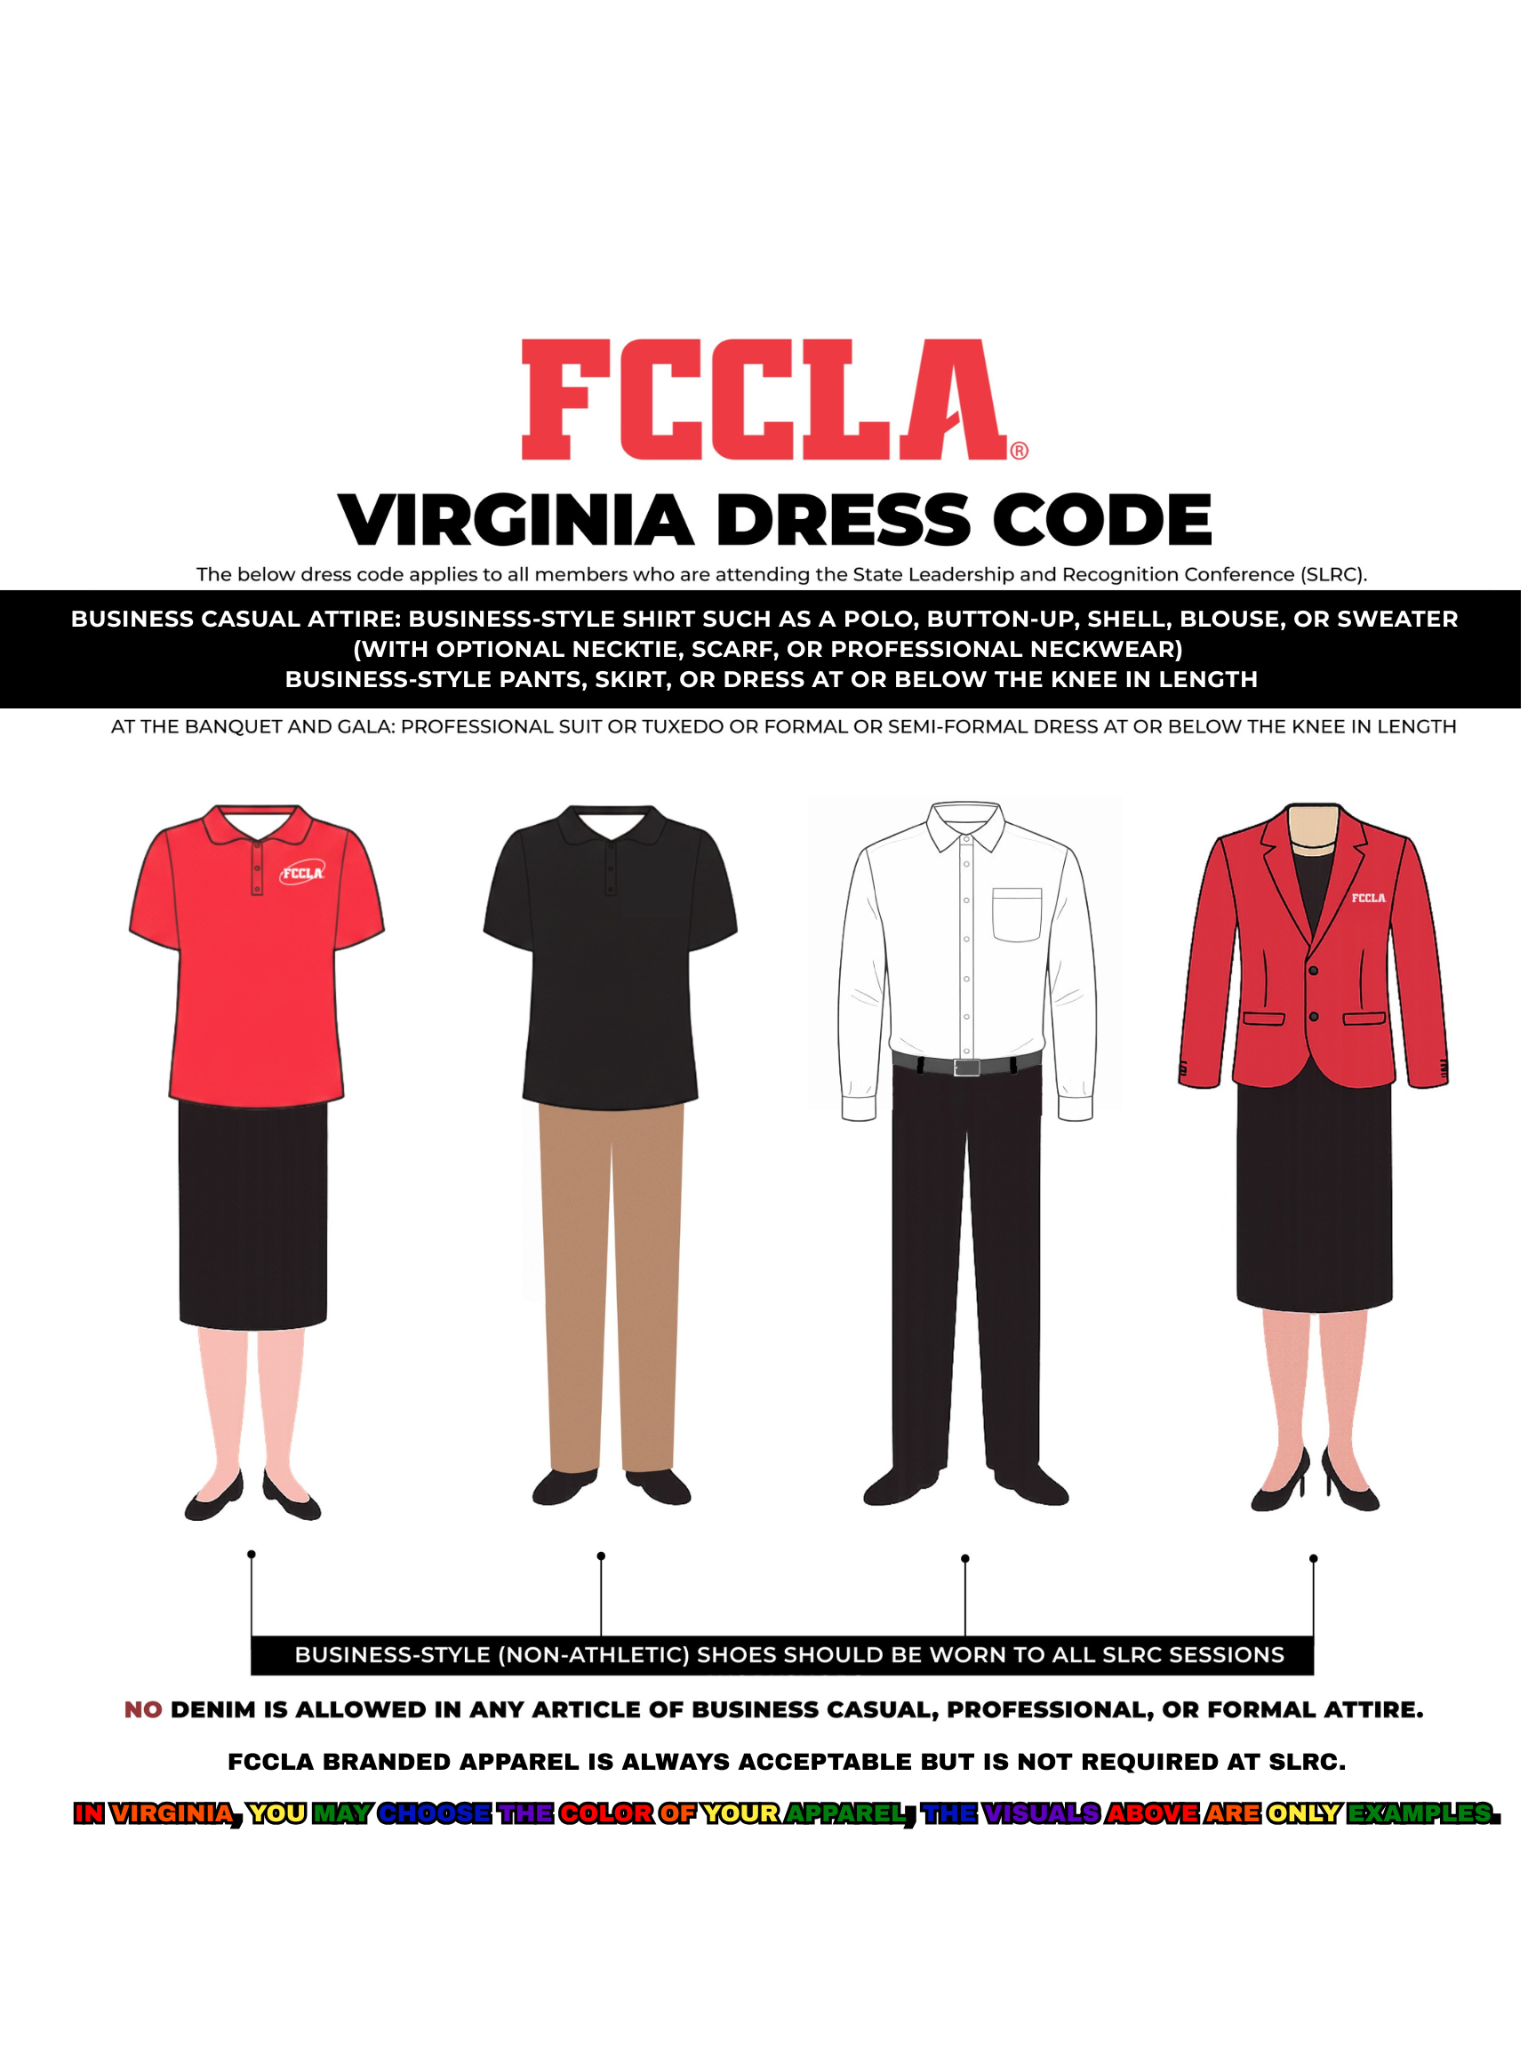 FCCLA®
VIRGINIA DRESS CODE
The below dress code applies to all members who are attending the State Leadership and Recognition Conference (SLRC).
BUSINESS CASUAL ATTIRE: BUSINESS-STYLE SHIRT SUCH AS A POLO, BUTTON-UP, SHELL, BLOUSE, OR SWEATER
(WITH OPTIONAL NECKTIE, SCARF, OR PROFESSIONAL NECKWEAR)
BUSINESS-STYLE PANTS, SKIRT, OR DRESS AT OR BELOW THE KNEE IN LENGTH
AT THE BANQUET AND GALA: PROFESSIONAL SUIT OR TUXEDO OR FORMAL OR SEMI-FORMAL DRESS AT OR BELOW THE KNEE IN LENGTH
FCCLA
FCCLA
BUSINESS-STYLE (NON-ATHLETIC) SHOES SHOULD BE WORN TO ALL SLRC SESSIONS
NO DENIM IS ALLOWED IN ANY ARTICLE OF BUSINESS CASUAL, PROFESSIONAL, OR FORMAL ATTIRE.
FCCLA BRANDED APPAREL IS ALWAYS ACCEPTABLE BUT IS NOT REQUIRED AT SLRC.
IN VIRGINIA, YOU MAY CHOOSE THE COLOR OF YOUR APPAREL; THE VISUALS ABOVE ARE ONLY EXAMPLES.